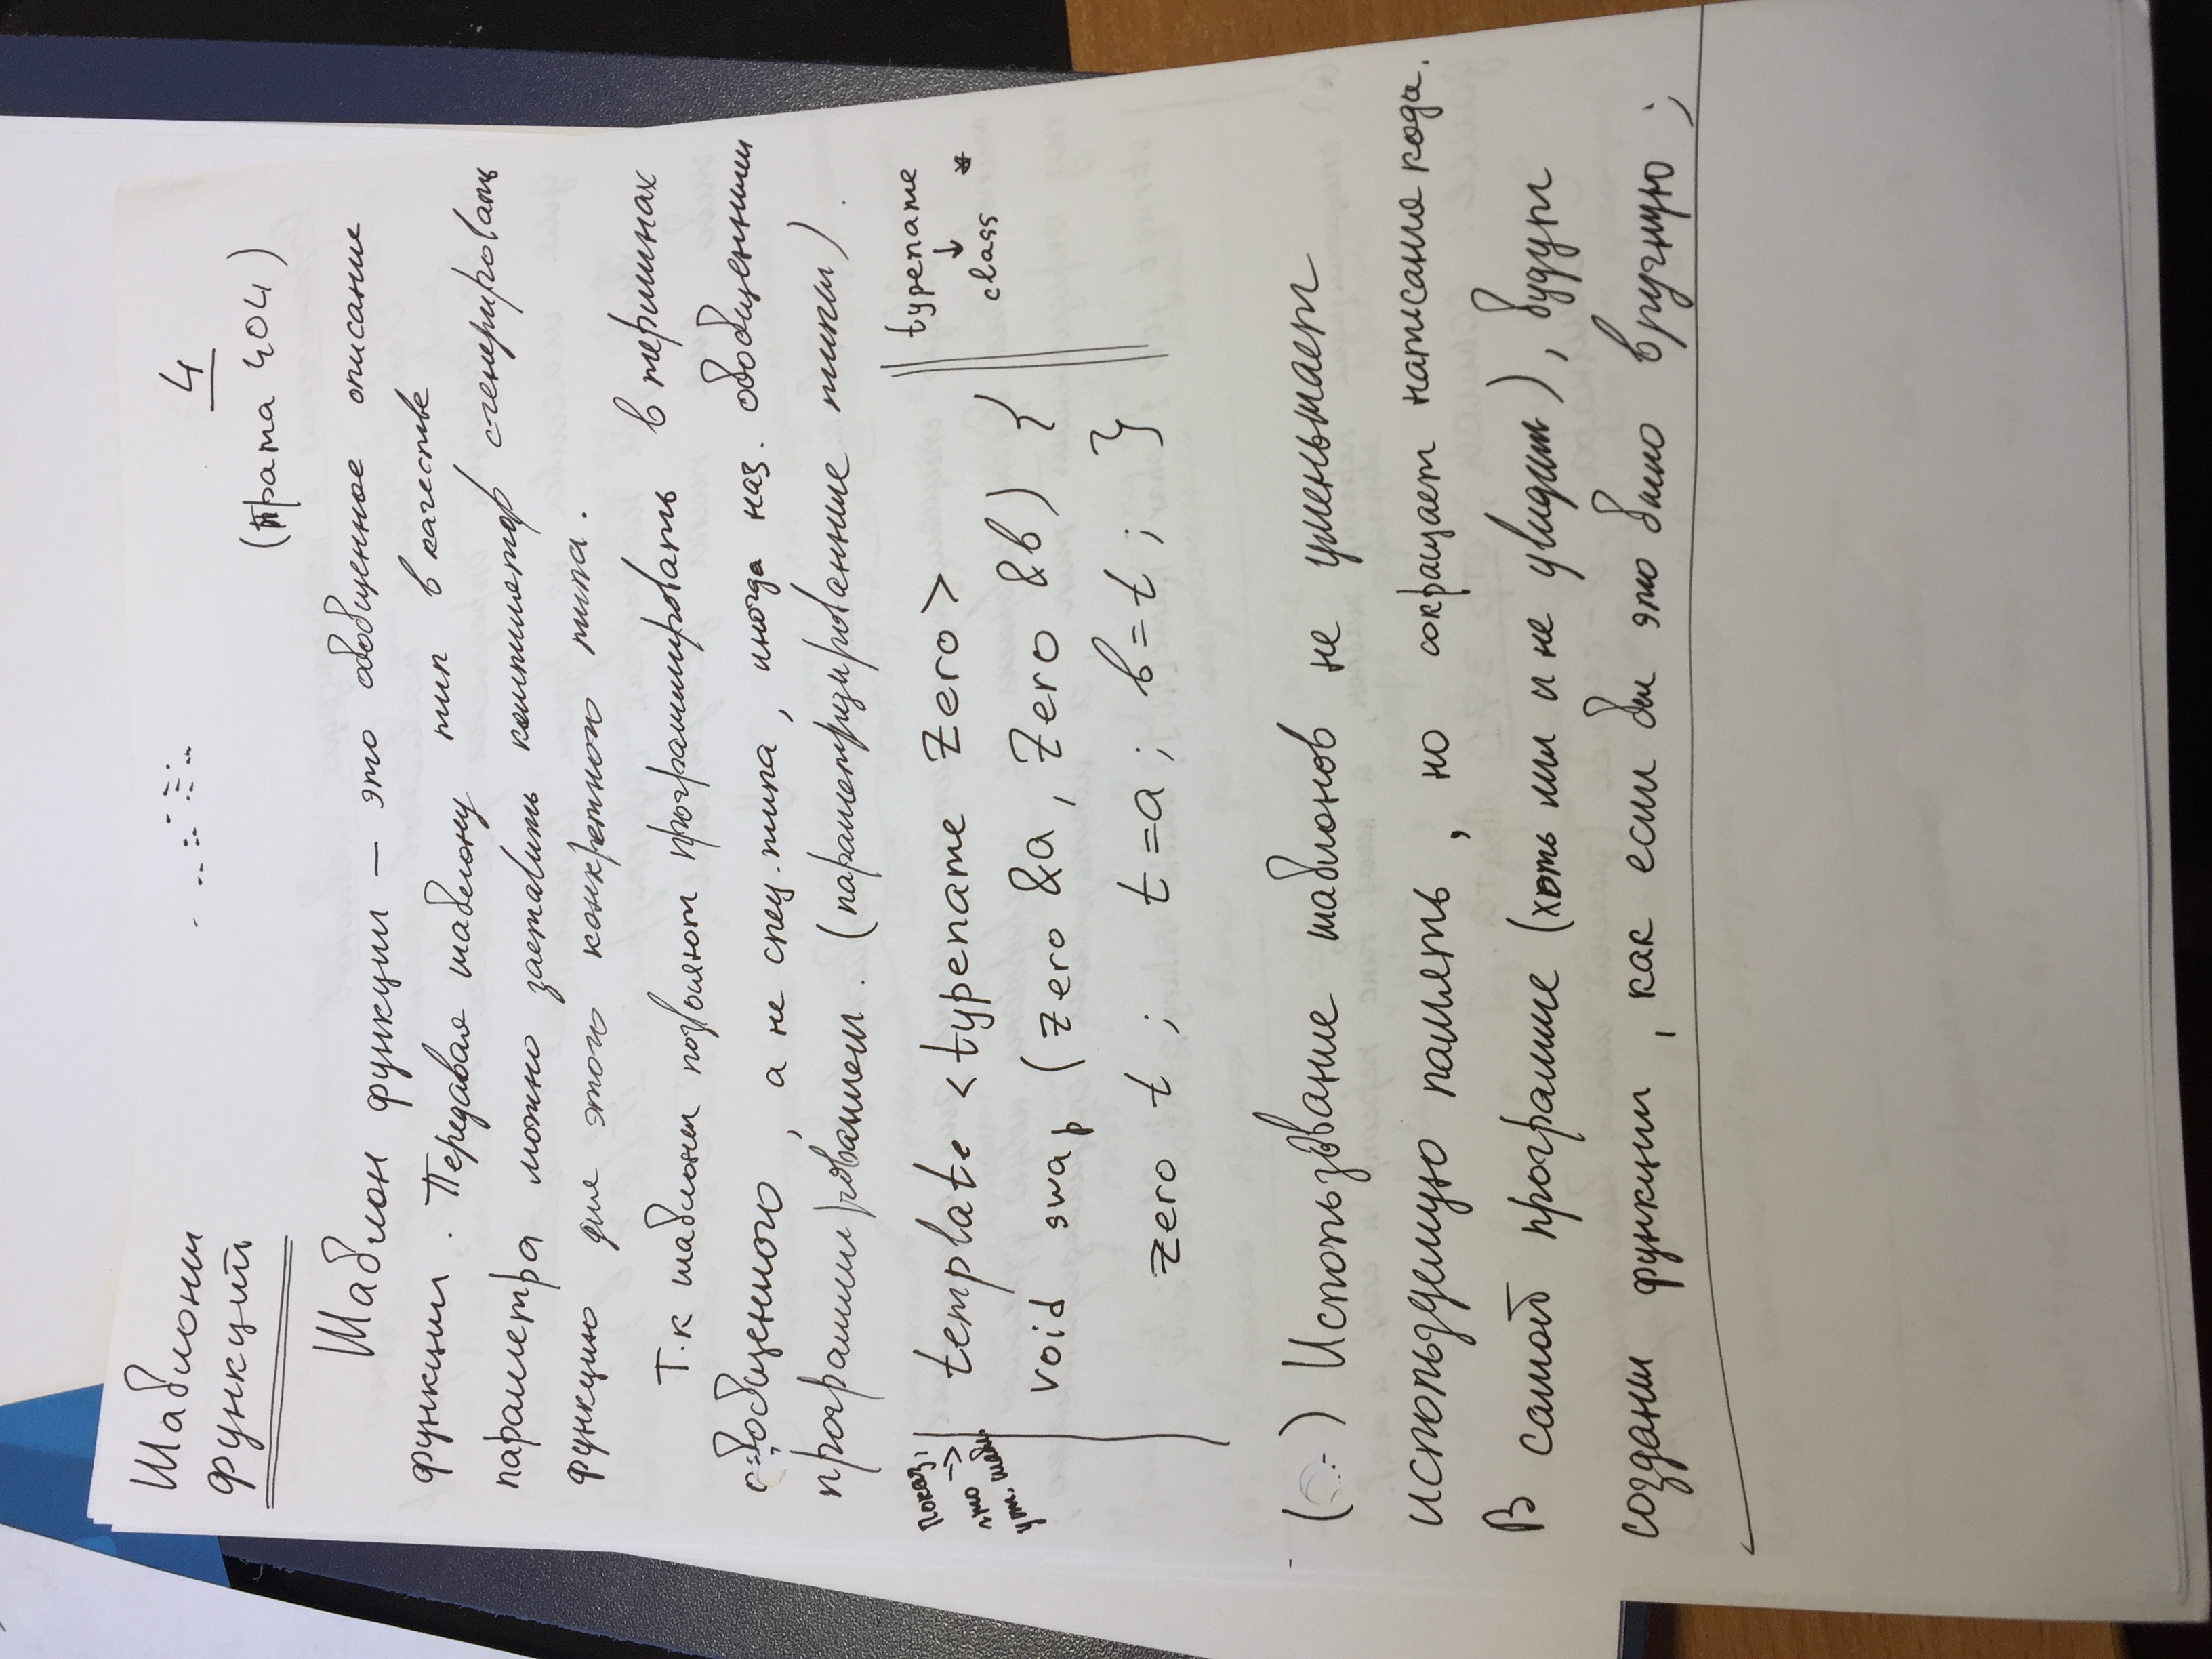 Шаблоны
функций
4
(Прата 404)
Шаблон функции — это обобщенное описание
функции. Передавая шаблону тип в качестве
параметра можно заставить компилятор сгенерировать
функцию для этого конкретного типа.
Т.к шаблоны позволяют программировать в терминах
обобщенного, а не спец. типа, иногда наз. обобщенным
программированием. (параметризированные типы).
Показ,
что →
уст. шабл.
template <typename Zero>
void swap (Zero &a, Zero &b) {
zero t; t=a; b=t; }
typename
↓
class *
( ) Использование шаблонов не уменьшает
используемую память, но сокращает написания кода.
В самой программе (хоть мы и не увидим), будут
созданы функции, как если бы это было вручную;